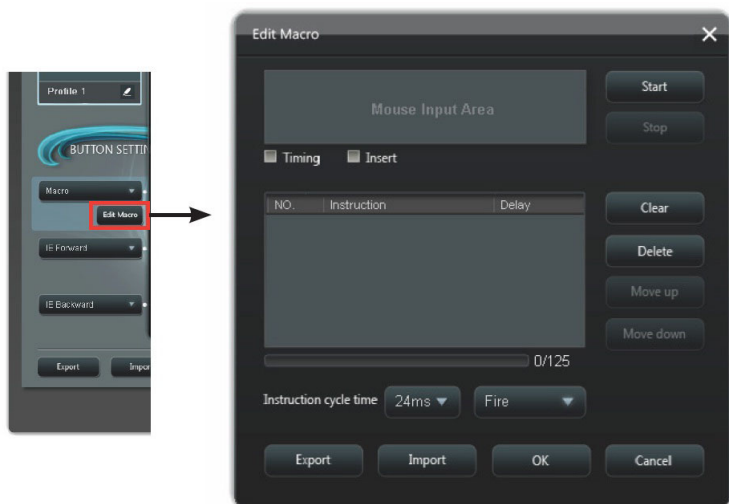 Profile 1
BUTTON SETTIN
Macro
Edit Macro
IE Forward
IE Backward
Export
Impor
Edit Macro
Mouse Input Area
Start
Stop
Timing
Insert
NO. Instruction Delay
Clear
Delete
Move up
Move down
0/125
Instruction cycle time 24ms Fire
Export Import OK Cancel